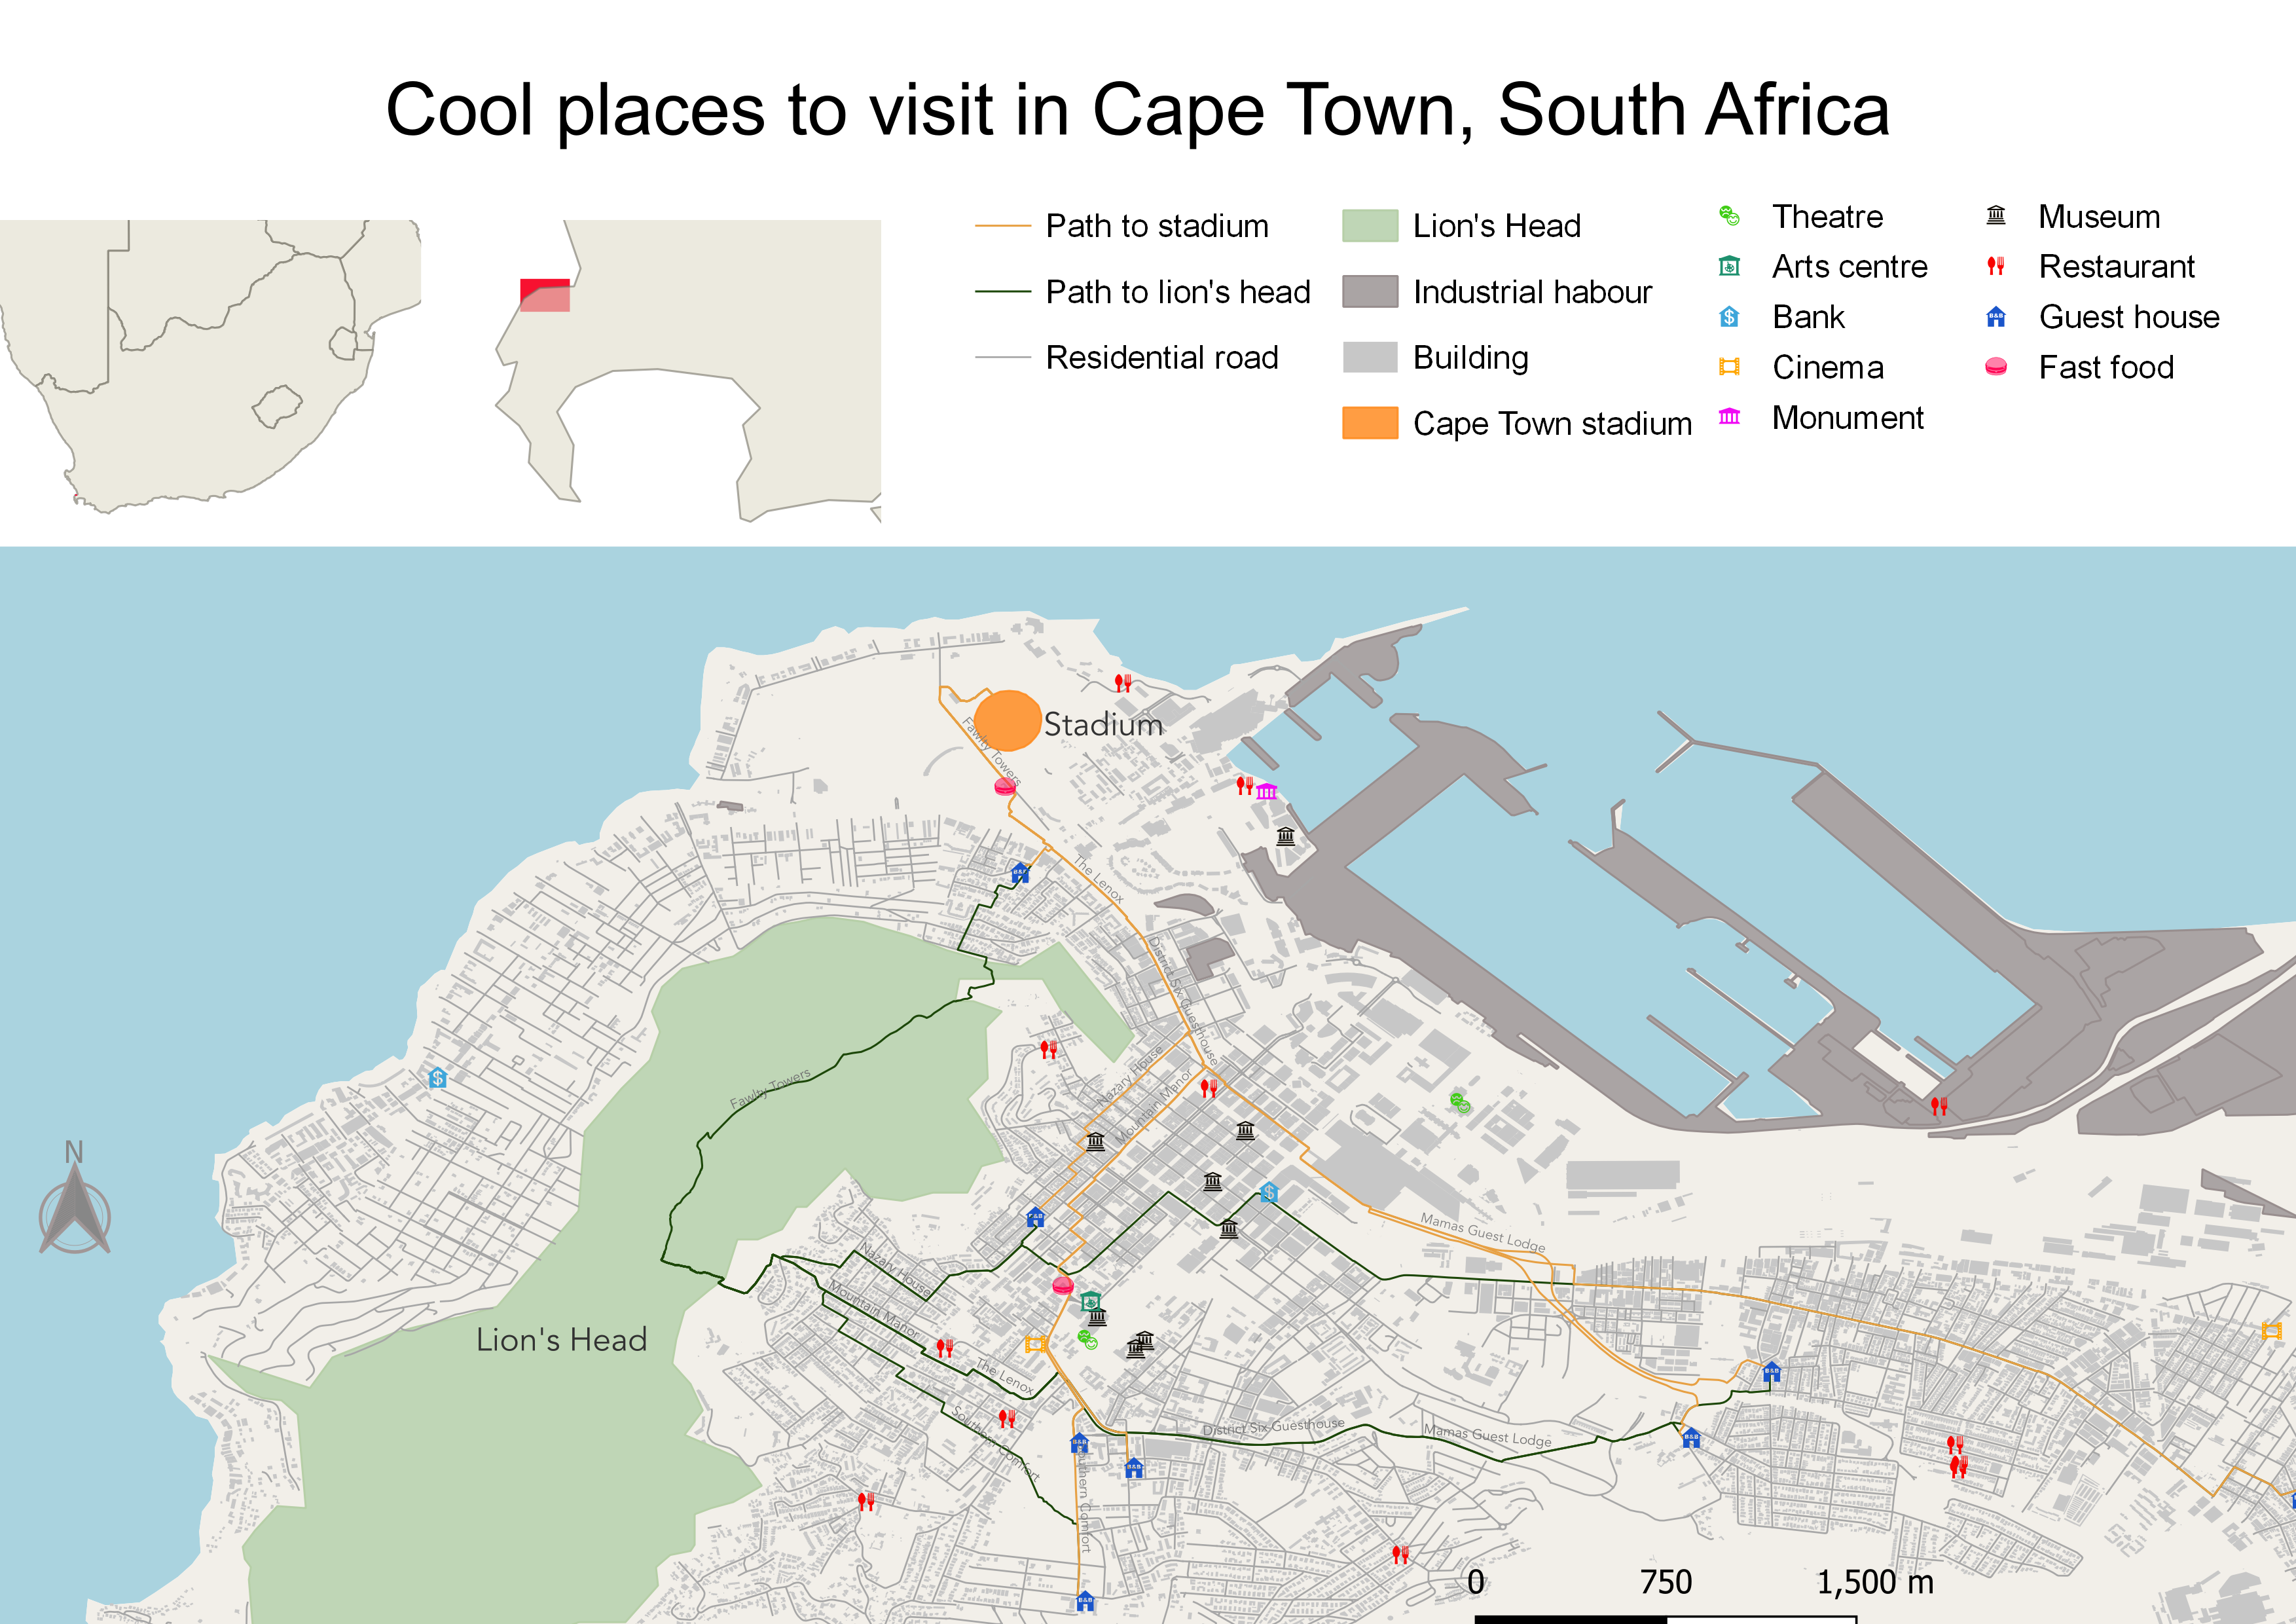 Cool places to visit in Cape Town, South Africa
Path to stadium
Path to lion's head
Residential road
Lion's Head
Industrial habour
Building
Cape Town stadium
Theatre
Arts centre
Bank
Cinema
Monument
Museum
Restaurant
Guest house
Fast food
Stadium
Fawlty Towers
The Lenox
District Six Guesthouse
Nazary House
Mountain Manor
Fawlty Towers
N
Mamas Guest Lodge
Nazary House
Mountain Manor
Lion's Head
The Lenox
Southern Comfort
District Six Guesthouse
Mamas Guest Lodge
Southern Comfort
0 750 1,500 m